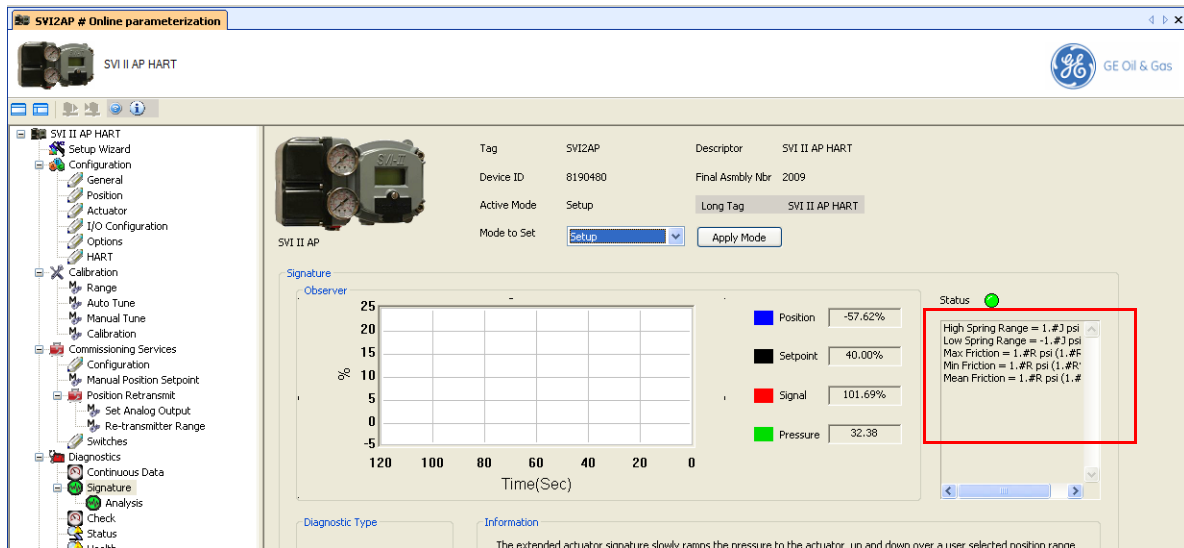 SVI2AP # Online parameterization
SVI II AP HART
GE Oil & Gas
SVI II AP HART
Setup Wizard
Configuration
General
Position
Actuator
I/O Configuration
Options
HART
Calibration
Range
Auto Tune
Manual Tune
Calibration
Commissioning Services
Configuration
Manual Position Setpoint
Position Retransmit
Set Analog Output
Re-transmitter Range
Switches
Diagnostics
Continuous Data
Signature
Analysis
Check
Status
Health
SVI II AP
Tag SVI2AP Descriptor SVI II AP HART
Device ID 8190480 Final Asmbly Nbr 2009
Active Mode Setup Long Tag SVI II AP HART
Mode to Set Setup Apply Mode
Signature
Observer
25
20
15
10
5
0
-5
%
120 100 80 60 40 20 0
Time(Sec)
Position -57.62%
Setpoint 40.00%
Signal 101.69%
Pressure 32.38
Status
High Spring Range = 1.#J psi
Low Spring Range = -1.#J psi
Max Friction = 1.#R psi (1.#F
Min Friction = 1.#R psi (1.#R
Mean Friction = 1.#R psi (1.#
Diagnostic Type
Information
The extended actuator signature slowly ramps the pressure to the actuator, up and down over a user selected position range